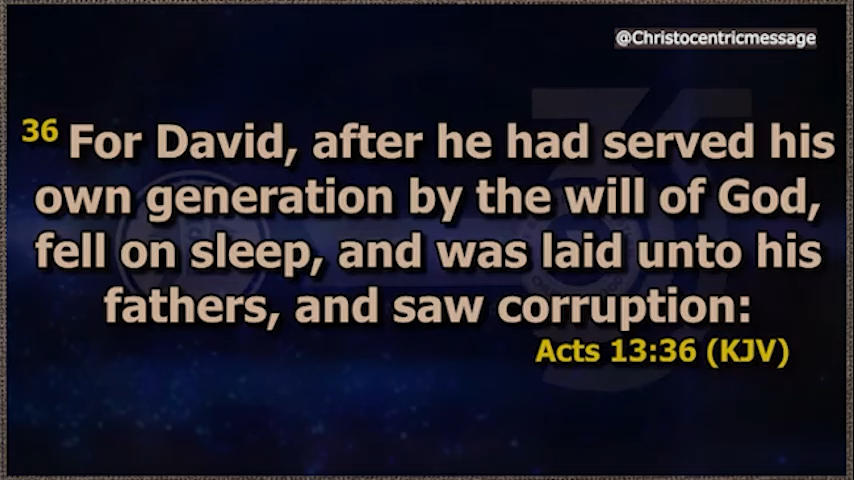 @Christocentricmessage
36 For David, after he had served his
own generation by the will of God,
fell on sleep, and was laid unto his
fathers, and saw corruption:
Acts 13:36 (KJV)